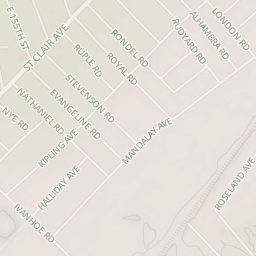 E 155TH ST
ST CLAIR AVE
RONDEL RD
RUDYARD RD
ALHAMBRA RD
LONDON RD
RUPLE RD
ROYAL RD
STEVENSON RD
EVANGELINE RD
NATHANIEL RD
NYE RD
KIPLING AVE
MANDALAY AVE
HALLIDAY AVE
IVANHOE RD
ROSELAND AVE